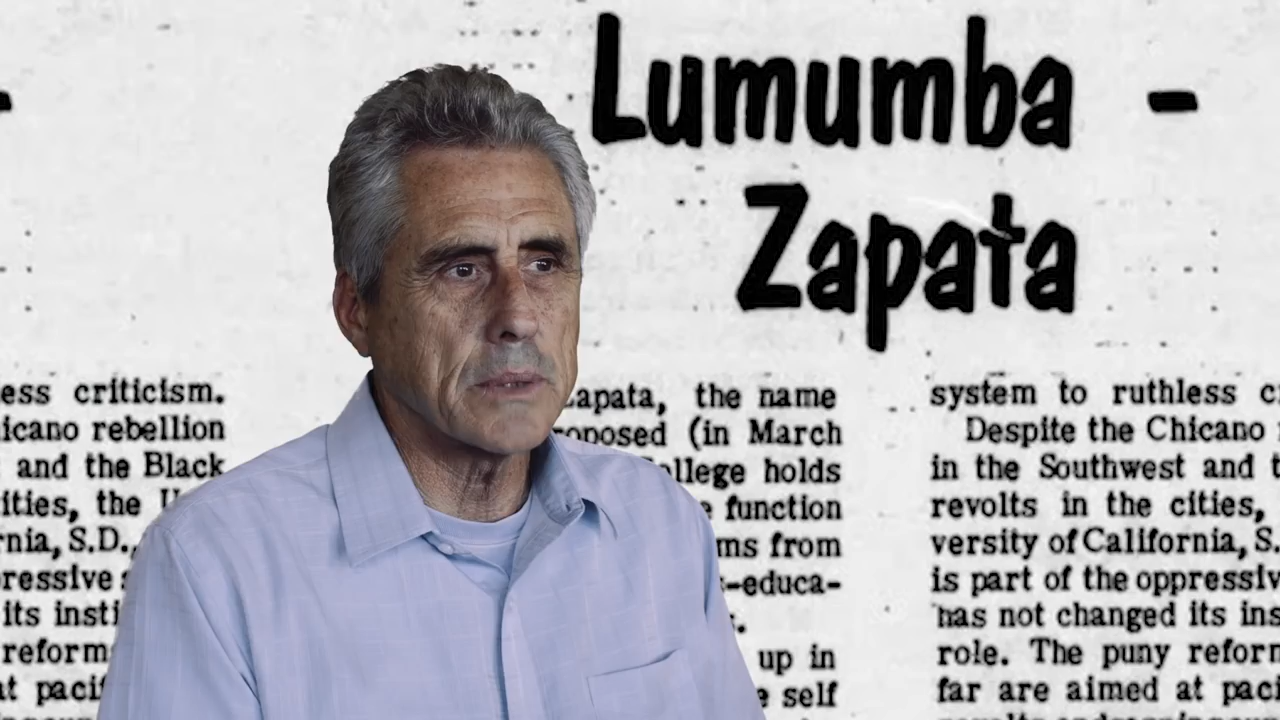 Lumumba -
Zapata
ess criticism.
icano rebellion
and the Black
ities, the
rnia, S.D.,
pressive
its insti
reform
at pacif
apata, the name
roposed (in March
ollege holds
function
ms from
-educa-
up in
e self
system to ruthless c
Despite the Chicano
in the Southwest and t
revolts in the cities,
versity of California, S.
is part of the oppressiv
has not changed its ins
role. The puny refor
far are aimed at paci